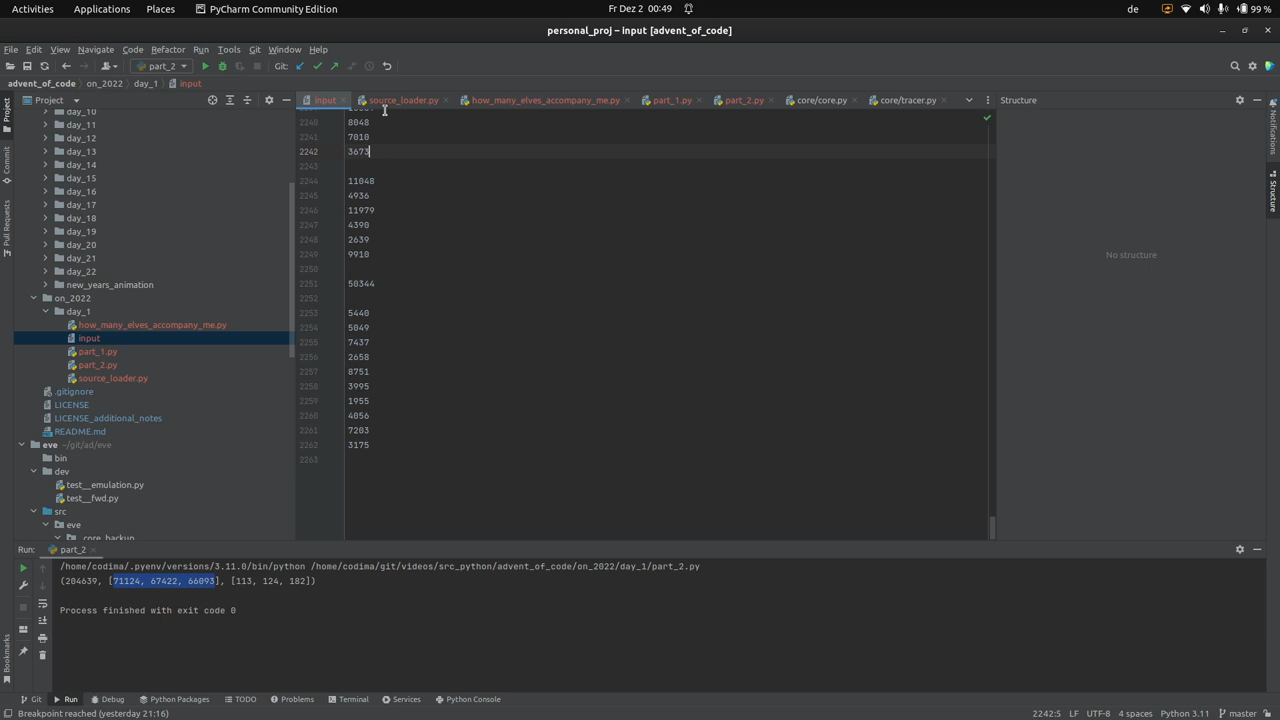 Activities Applications Places PyCharm Community Edition Fr Dez 2 00:49 de 99 %
personal_proj – input [advent_of_code]
File Edit View Navigate Code Refactor Run Tools Git Window Help
part_2 Git:
advent_of_code on_2022 day_1 input
Project input source_loader.py how_many_elves_accompany_me.py part_1.py part_2.py core/core.py core/tracer.py Structure
day_10
day_11
day_12
day_13
day_14
day_15
day_16
day_17
day_18
day_19
day_20
day_21
day_22
new_years_animation
on_2022
day_1
how_many_elves_accompany_me.py
input
part_1.py
part_2.py
source_loader.py
.gitignore
LICENSE
LICENSE_additional_notes
README.md
eve ~/git/ad/eve
bin
dev
test__emulation.py
test__fwd.py
src
eve
_core_backup
2240 8048
2241 7010
2242 3673
2243
2244 11048
2245 4936
2246 11979
2247 4390
2248 2639
2249 9910
2250
2251 50344
2252
2253 5440
2254 5049
2255 7437
2256 2658
2257 8751
2258 3995
2259 1955
2260 4056
2261 7203
2262 3175
2263
No structure
Project
Commit
Pull Requests
Bookmarks
Structure
Notifications
Structure
Run: part_2
/home/codima/.pyenv/versions/3.11.0/bin/python /home/codima/git/videos/src_python/advent_of_code/on_2022/day_1/part_2.py
(204639, [71124, 67422, 66093], [113, 124, 182])
Process finished with exit code 0
Git Run Debug Python Packages TODO Problems Terminal Services Python Console
Breakpoint reached (yesterday 21:16) 2242:5 LF UTF-8 4 spaces Python 3.11 master